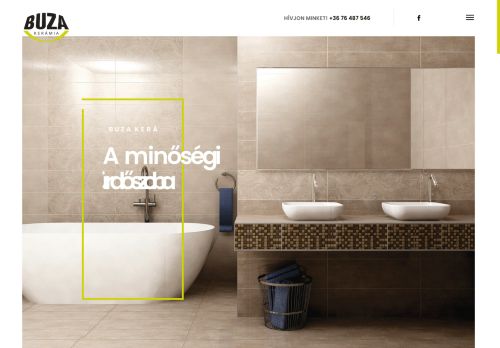 BUZA
KERÁMIA
HÍVJON MINKET! +36 76 487 546
BUZA KERÁ
A minőségi